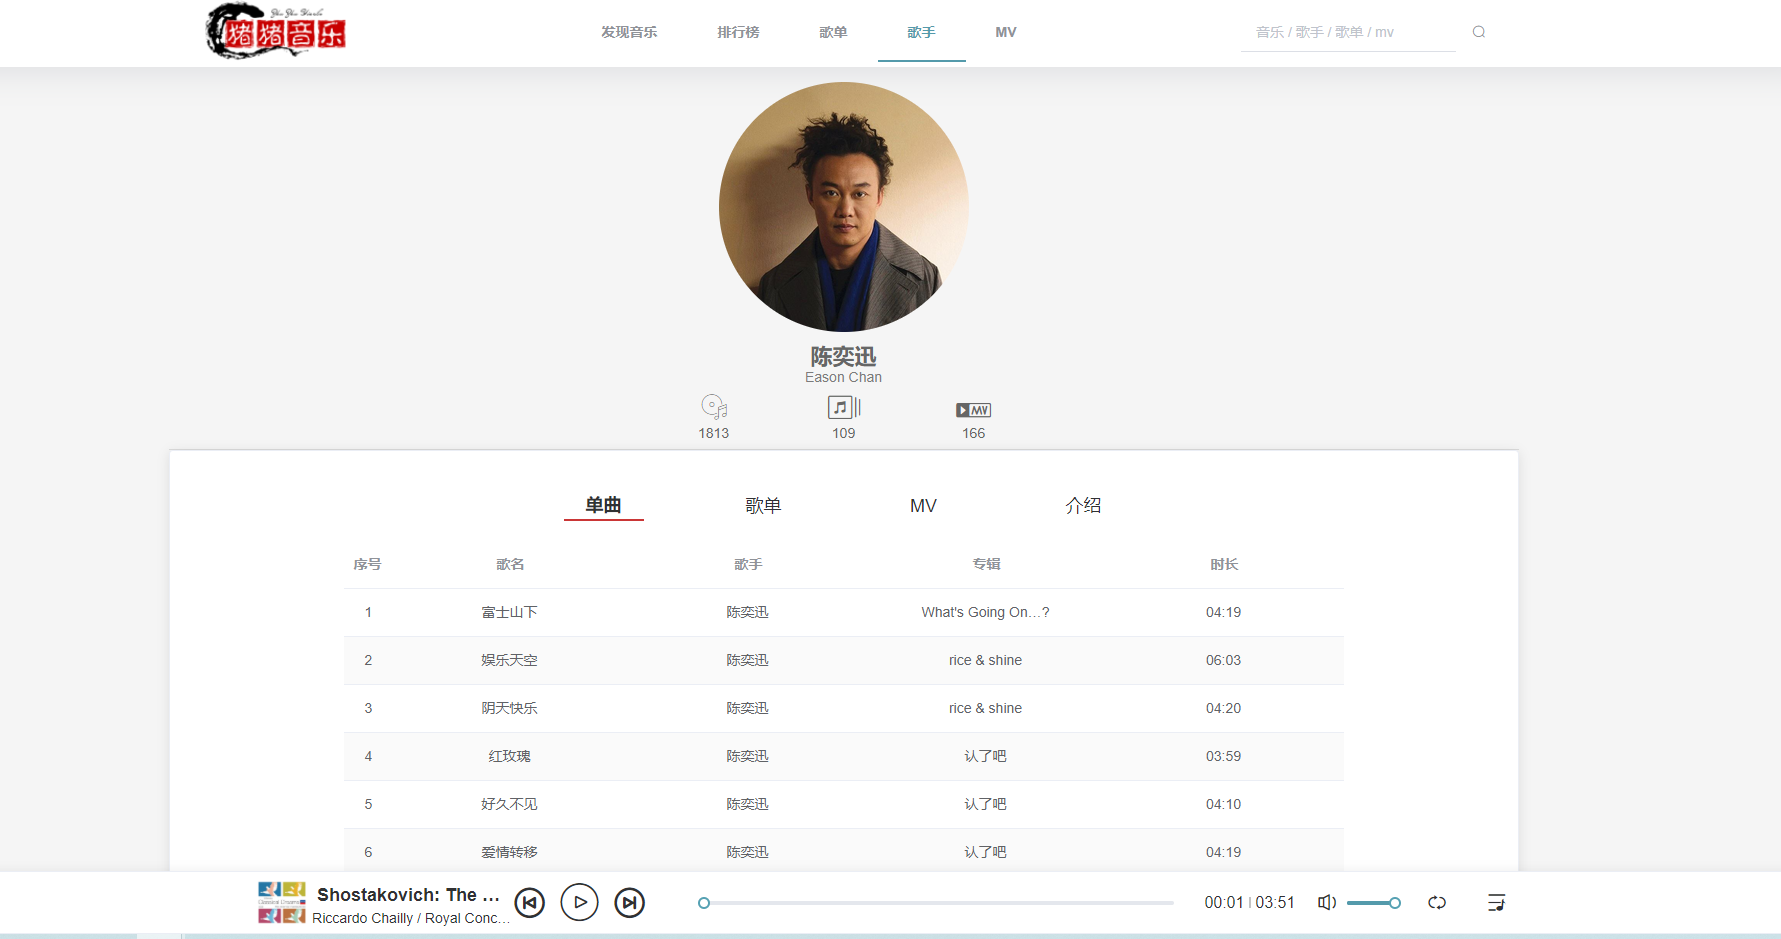 猪猪音乐
发现音乐 排行榜 歌单 歌手 MV 音乐 / 歌手 / 歌单 / mv
陈奕迅
Eason Chan
MV
1813 109 166
单曲 歌单 MV 介绍
序号 歌名 歌手 专辑 时长
1 富士山下 陈奕迅 What's Going On…? 04:19
2 娱乐天空 陈奕迅 rice & shine 06:03
3 阴天快乐 陈奕迅 rice & shine 04:20
4 红玫瑰 陈奕迅 认了吧 03:59
5 好久不见 陈奕迅 认了吧 04:10
6 爱情转移 陈奕迅 认了吧 04:19
Shostakovich: The ...
Riccardo Chailly / Royal Conc...
00:01 | 03:51